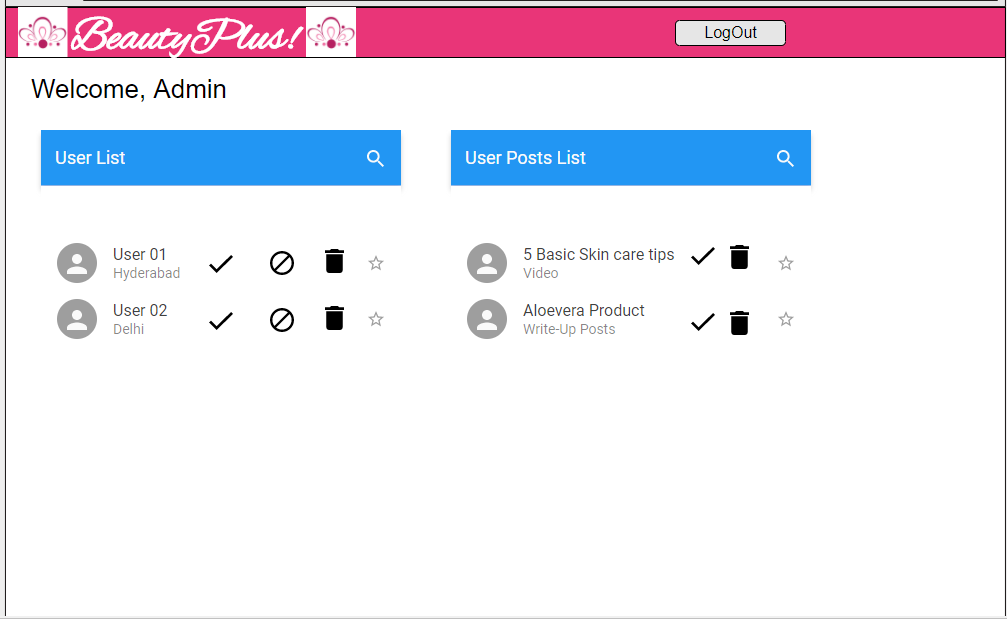 BeautyPlus!
LogOut
Welcome, Admin
User List
User Posts List
User 01
Hyderabad
User 02
Delhi
5 Basic Skin care tips
Video
Aloevera Product
Write-Up Posts